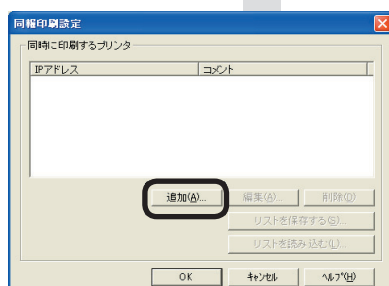 同報印刷設定
同時に印刷するプリンタ
IPアドレス コメント
追加(A)... 編集(A)... 削除(D)
リストを保存する(S)...
リストを読み込む(L)...
OK キャンセル ヘルプ(H)